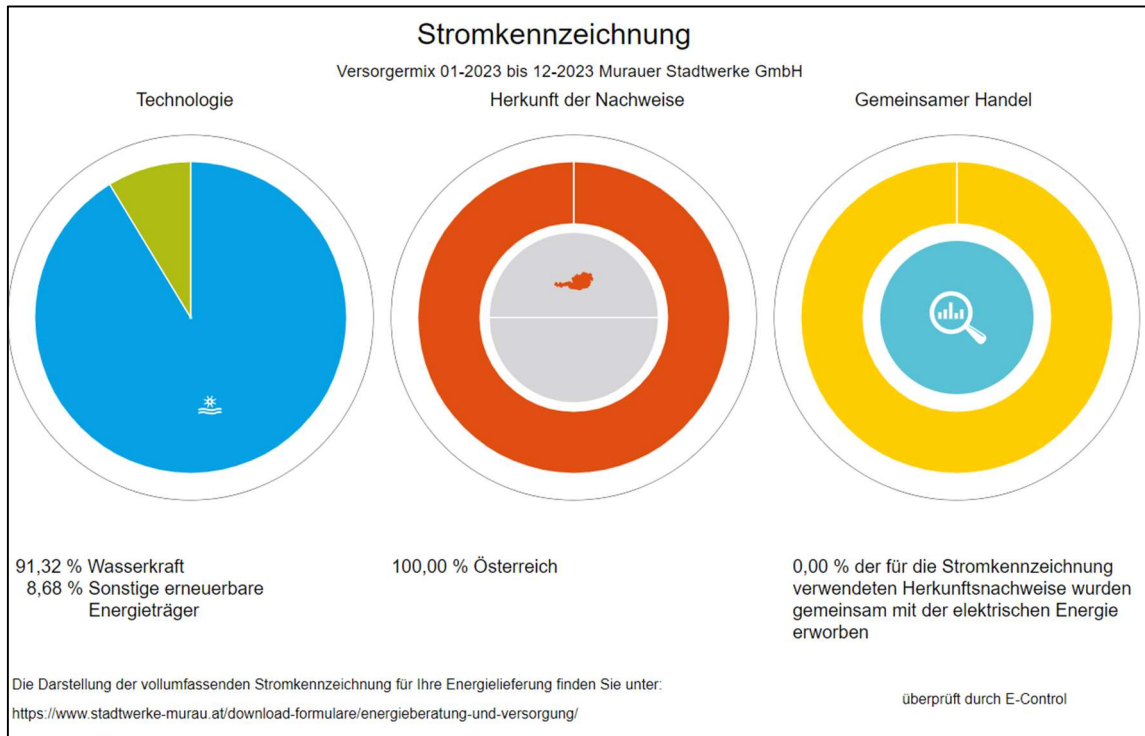 Stromkennzeichnung
Versorgermix 01-2023 bis 12-2023 Murauer Stadtwerke GmbH
Technologie
Herkunft der Nachweise
Gemeinsamer Handel
91,32 % Wasserkraft
8,68 % Sonstige erneuerbare
Energieträger
100,00 % Österreich
0,00 % der für die Stromkennzeichnung
verwendeten Herkunftsnachweise wurden
gemeinsam mit der elektrischen Energie
erworben
Die Darstellung der vollumfassenden Stromkennzeichnung für Ihre Energielieferung finden Sie unter:
https://www.stadtwerke-murau.at/download-formulare/energieberatung-und-versorgung/
überprüft durch E-Control